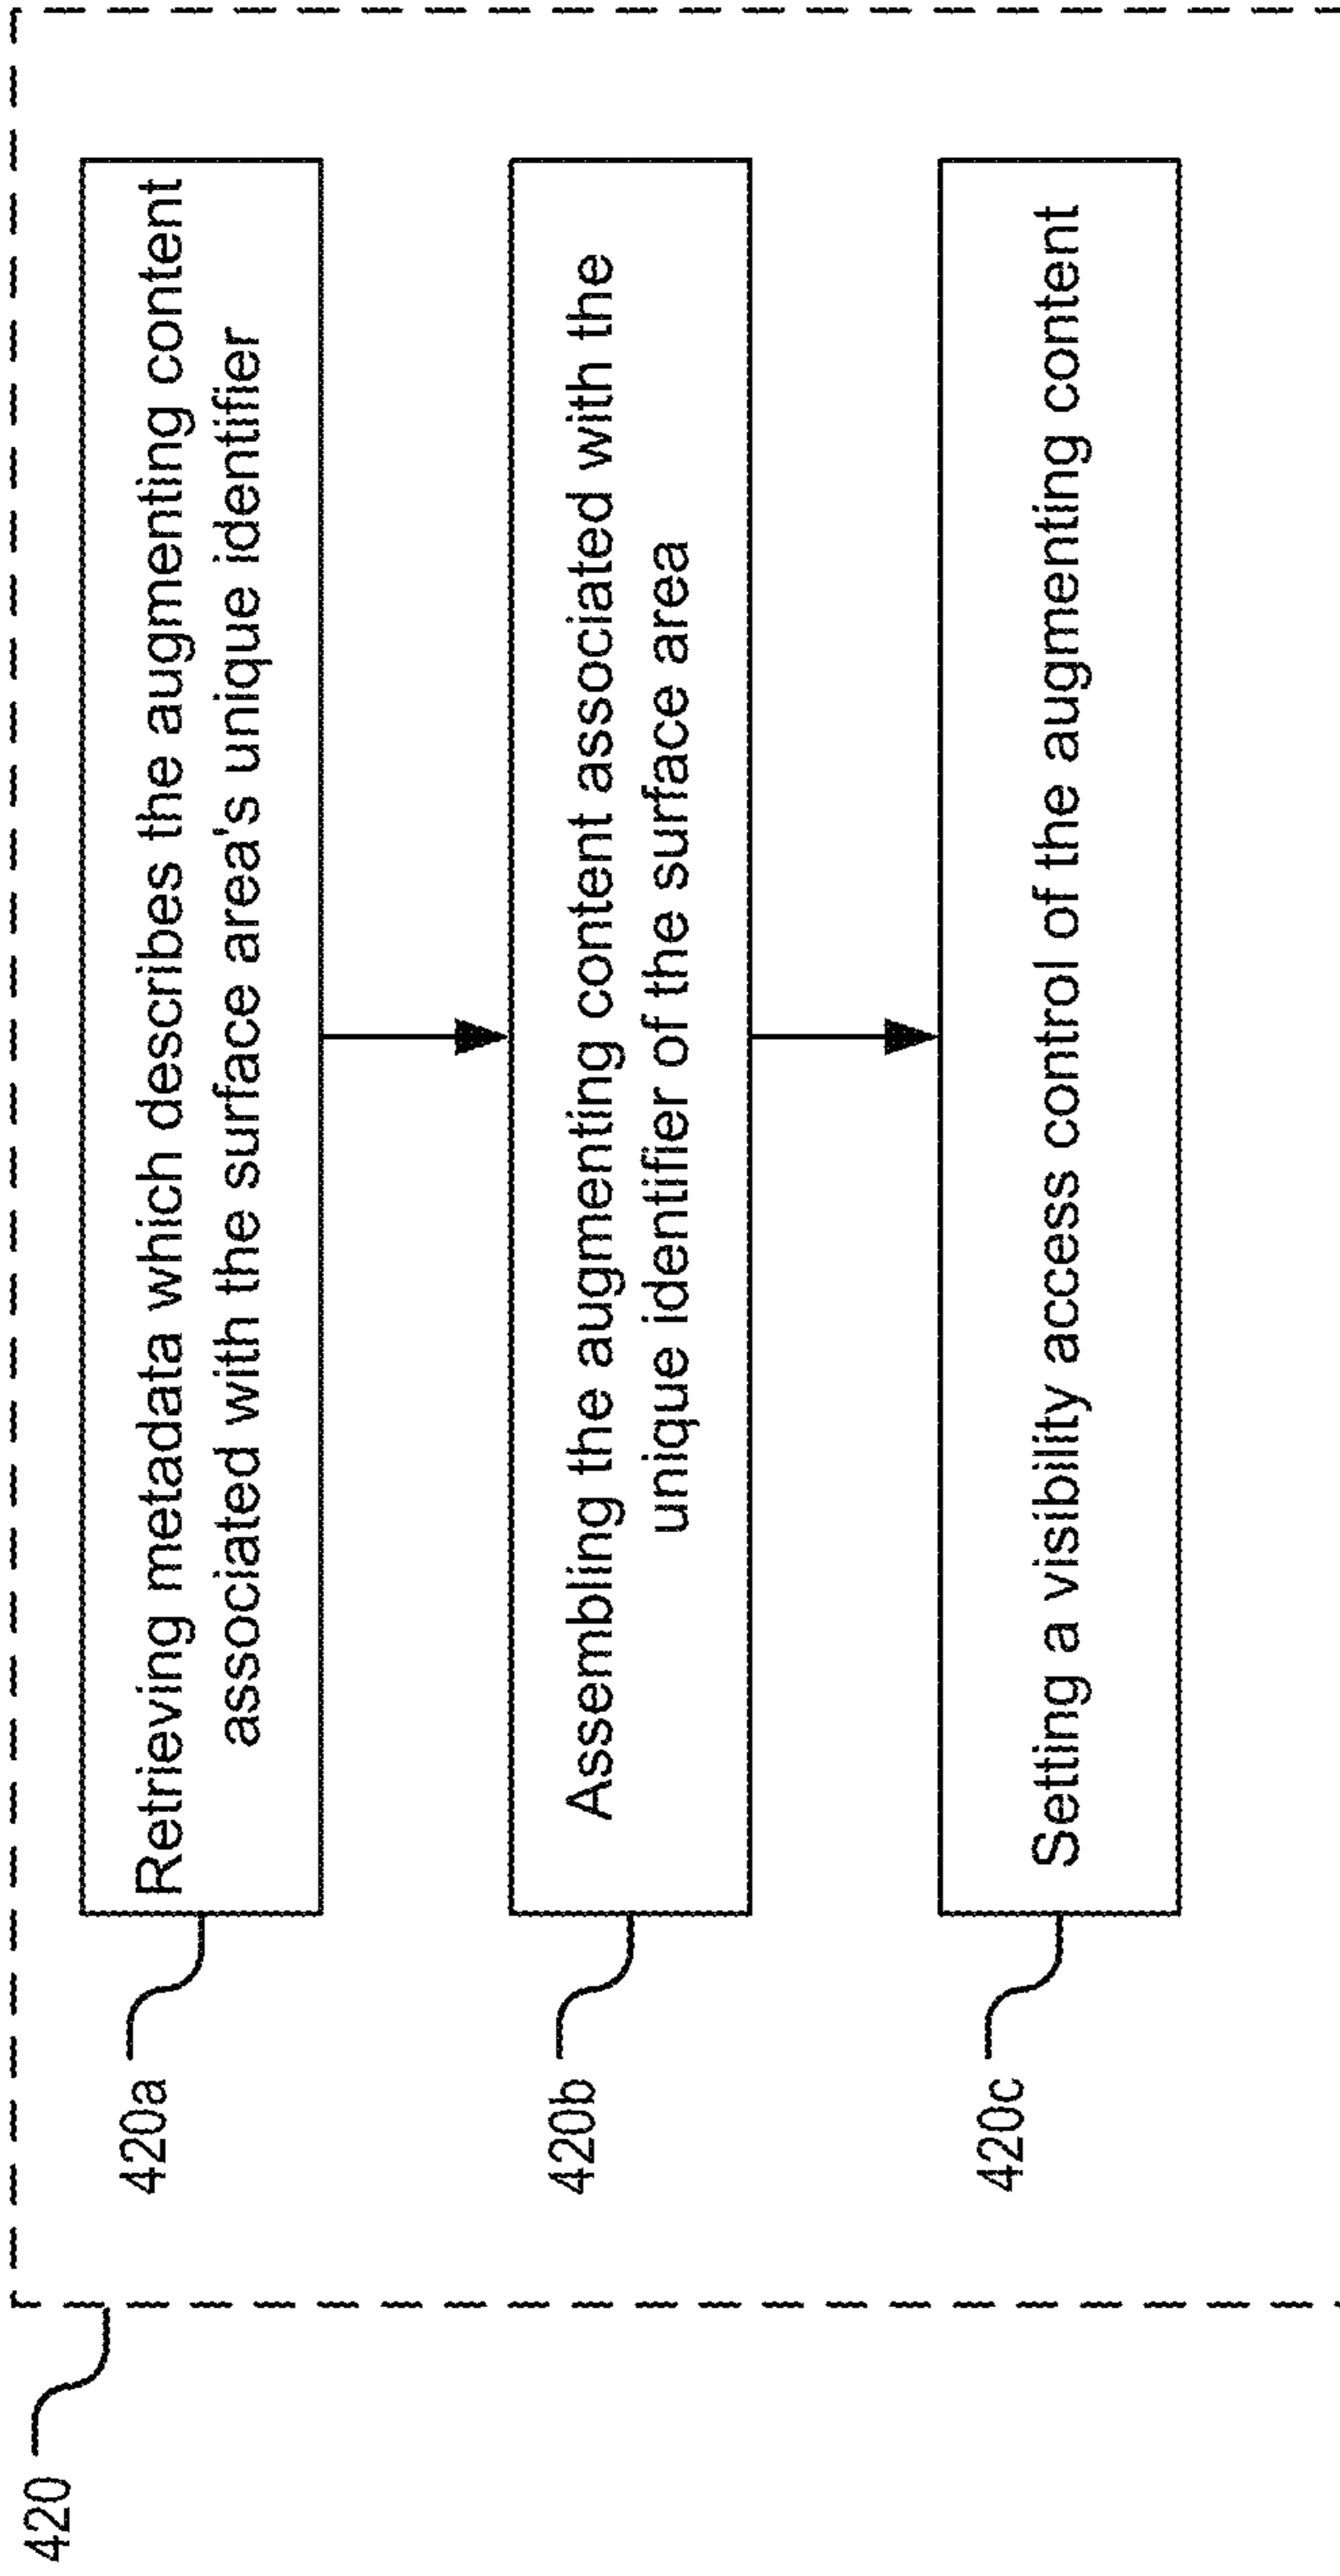 420
420a
Retrieving metadata which describes the augmenting content
associated with the surface area's unique identifier
420b
Assembling the augmenting content associated with the
unique identifier of the surface area
420c
Setting a visibility access control of the augmenting content